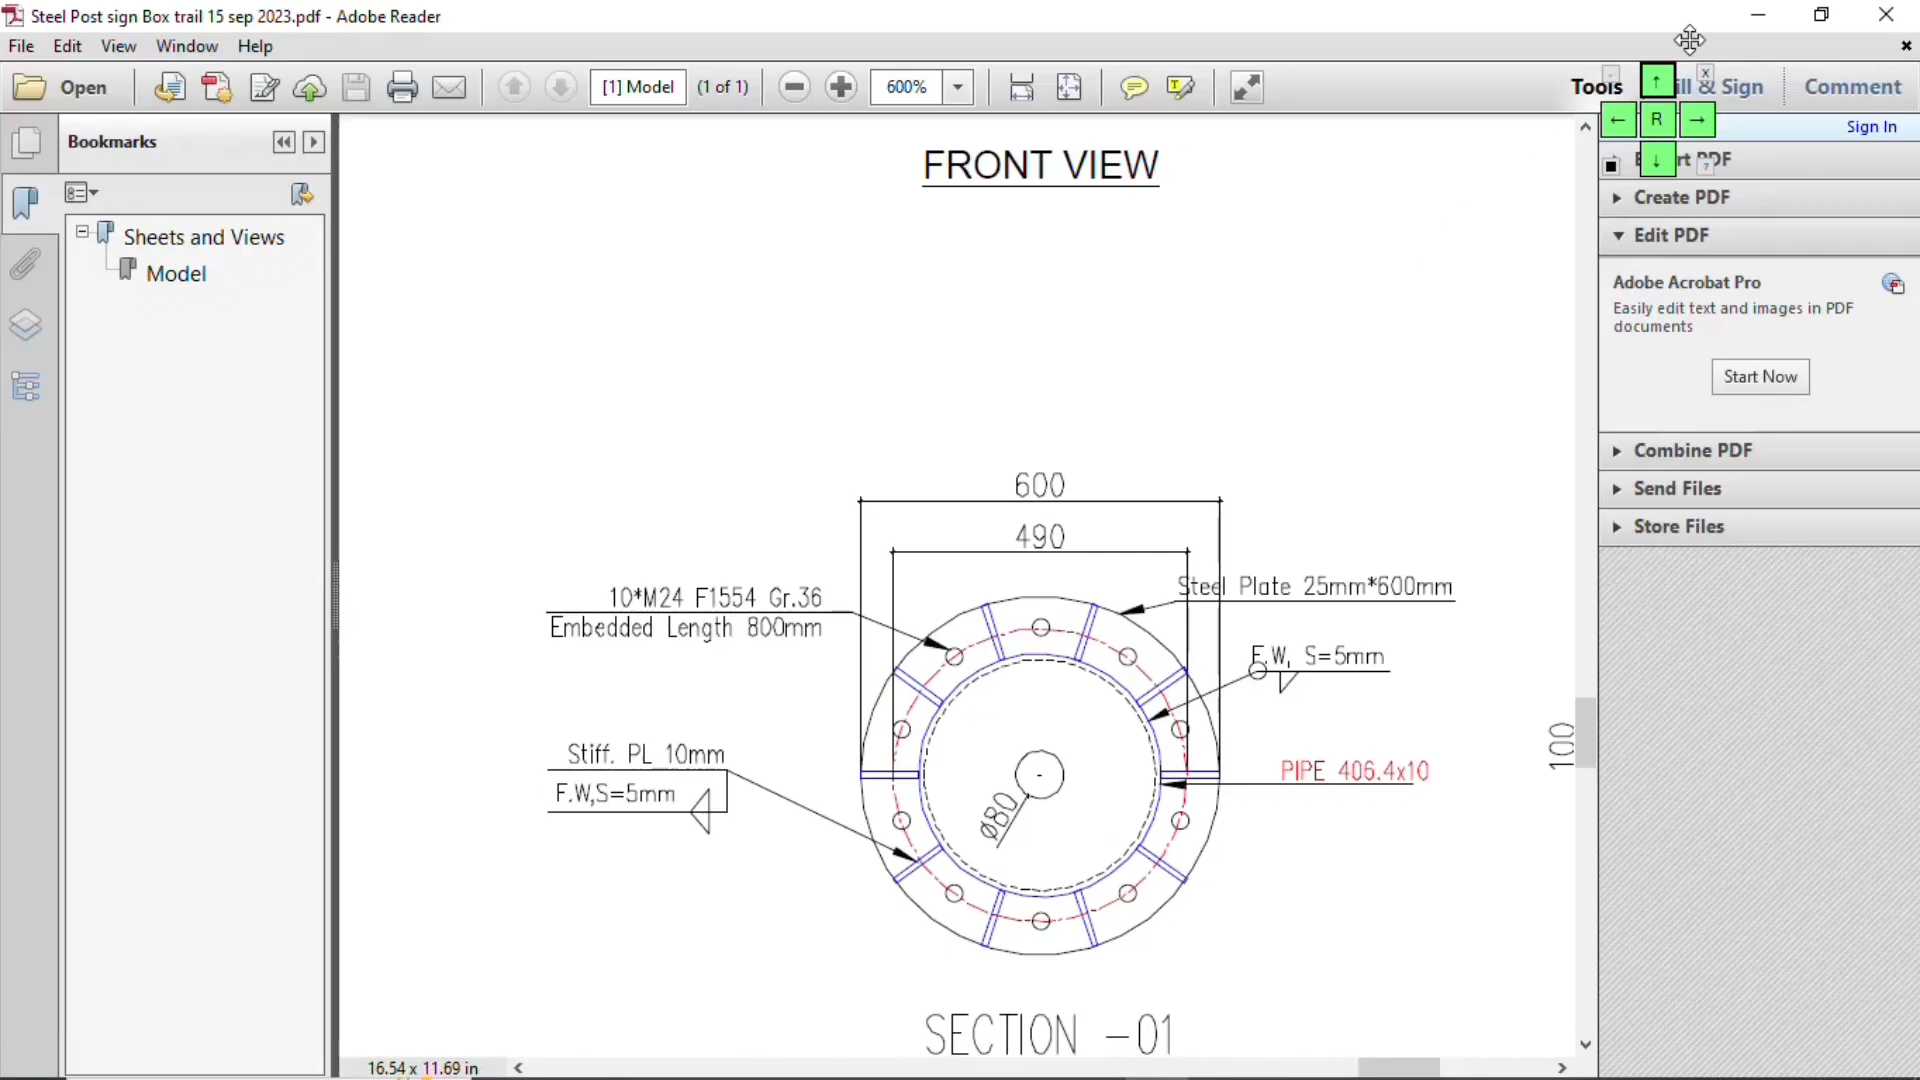 Steel Post sign Box trail 15 sep 2023.pdf - Adobe Reader
File Edit View Window Help
Open [1] Model (1 of 1) 600% Tools ill & Sign Comment
Sign In
Bookmarks
Sheets and Views
Model
R
X
?
rt PDF
Create PDF
Edit PDF
Adobe Acrobat Pro
Easily edit text and images in PDF
documents
Start Now
Combine PDF
Send Files
Store Files
FRONT VIEW
600
490
10*M24 F1554 Gr.36
Embedded Length 800mm
Steel Plate 25mm*600mm
F.W, S=5mm
Stiff. PL 10mm
F.W,S=5mm
PIPE 406.4x10
Ø80
100
SECTION -01
16.54 x 11.69 in